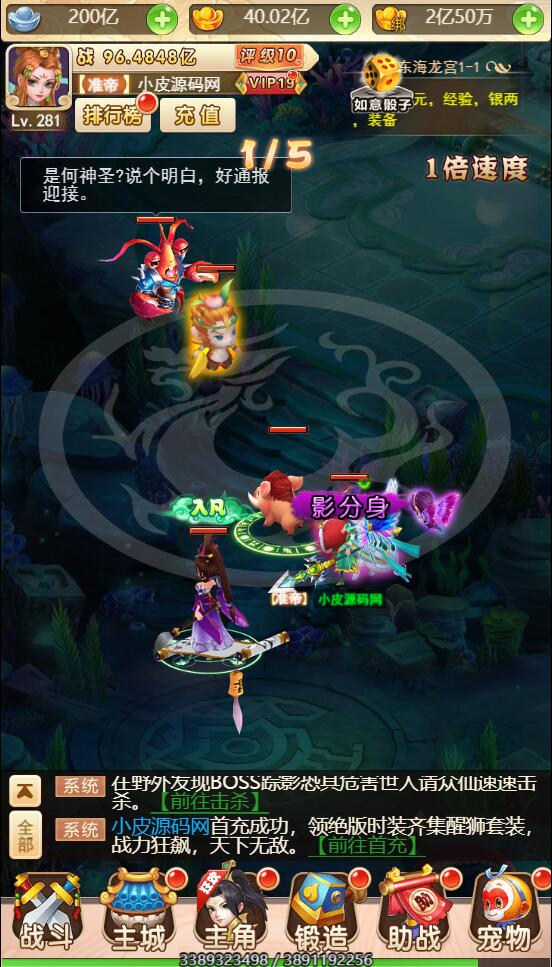 200亿
40.02亿
绑
2亿50万
战 96.4848亿
评级10
【准帝】小皮源码网
VIP19
Lv. 281
排行榜
充值
东海龙宫1-1
如意骰子
元，经验，银两
，装备
1/5
1倍速度
是何神圣?说个明白，好通报
迎接。
影分身
入凡
【准帝】 小皮源码网
系统 在野外发现BOSS踪影恐其危害世人请众仙速速击
杀。【前往击杀】
全部
系统 小皮源码网首充成功，领绝版时装齐集醒狮套装，
战力狂飙，天下无敌。【前往首充】
战斗
主城
主角
锻造
助战
宠物
3389323498 / 3891192256